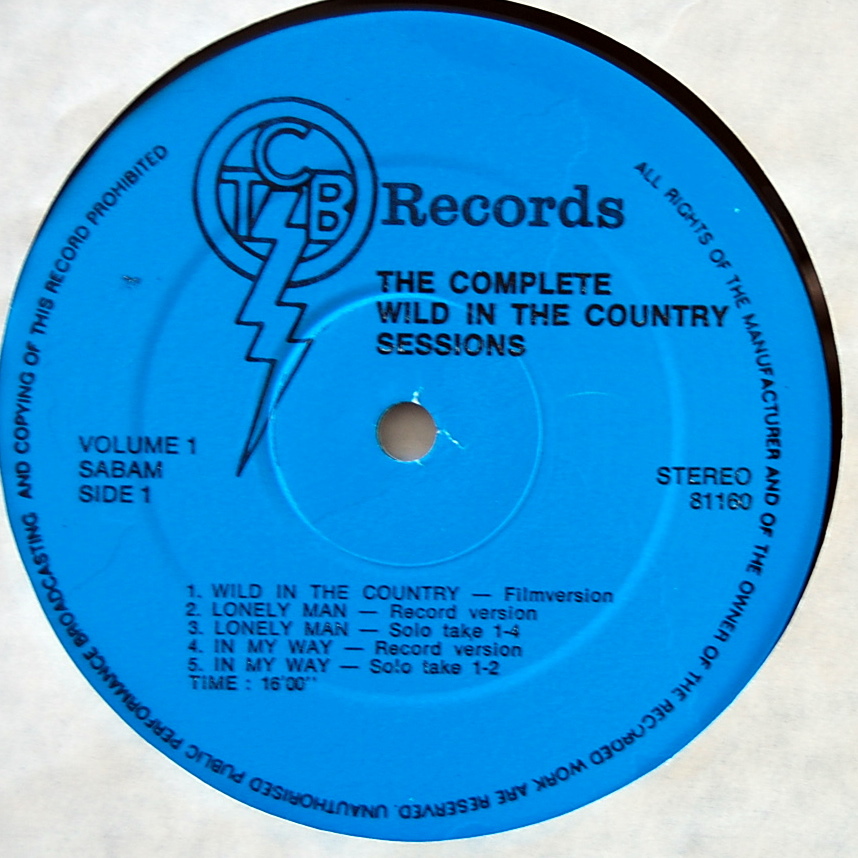 TCB Records
THE COMPLETE
WILD IN THE COUNTRY
SESSIONS
VOLUME 1
SABAM
SIDE 1
STEREO
81160
1. WILD IN THE COUNTRY — Filmversion
2. LONELY MAN — Record version
3. LONELY MAN — Solo take 1-4
4. IN MY WAY — Record version
5. IN MY WAY — Solo take 1-2
TIME : 16'00''
ALL RIGHTS OF THE MANUFACTURER AND OF THE OWNER OF THE RECORDED WORK ARE RESERVED. UNAUTHORISED PUBLIC PERFORMANCE BROADCASTING AND COPYING OF THIS RECORD PROHIBITED